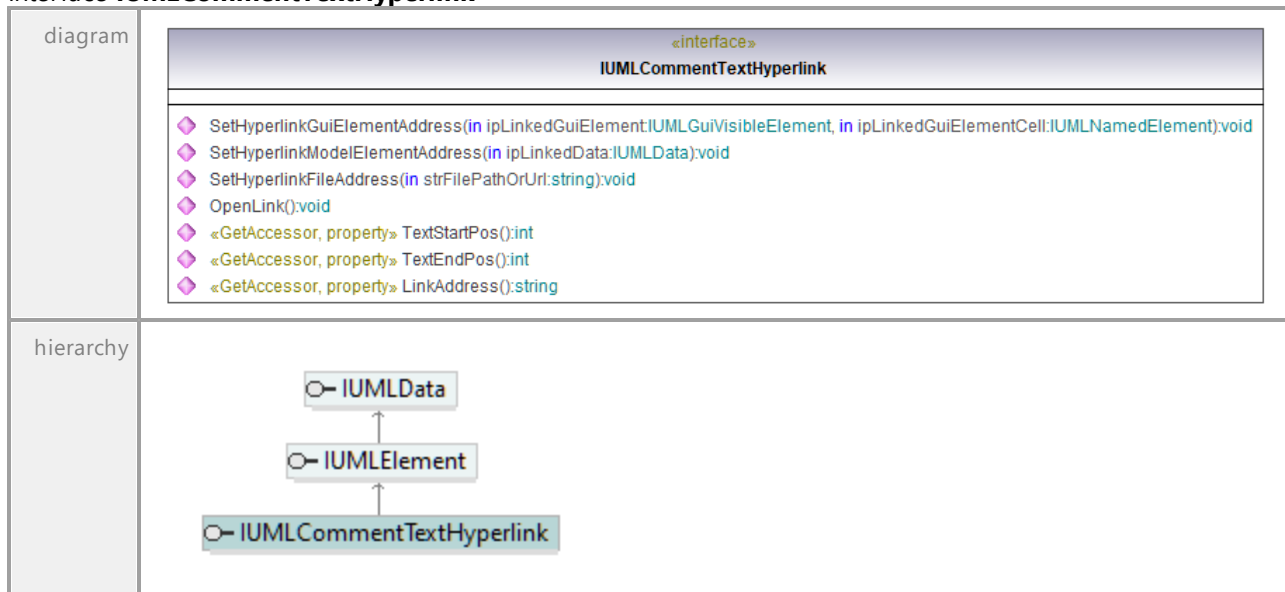 interface IUMLCommentTextHyperlink
diagram
«interface»
IUMLCommentTextHyperlink
SetHyperlinkGuiElementAddress(in ipLinkedGuiElement:IUMLGuiVisibleElement, in ipLinkedGuiElementCell:IUMLNamedElement):void
SetHyperlinkModelElementAddress(in ipLinkedData:IUMLData):void
SetHyperlinkFileAddress(in strFilePathOrUrl:string):void
OpenLink():void
«GetAccessor, property» TextStartPos():int
«GetAccessor, property» TextEndPos():int
«GetAccessor, property» LinkAddress():string
hierarchy
IUMLData
IUMLElement
IUMLCommentTextHyperlink